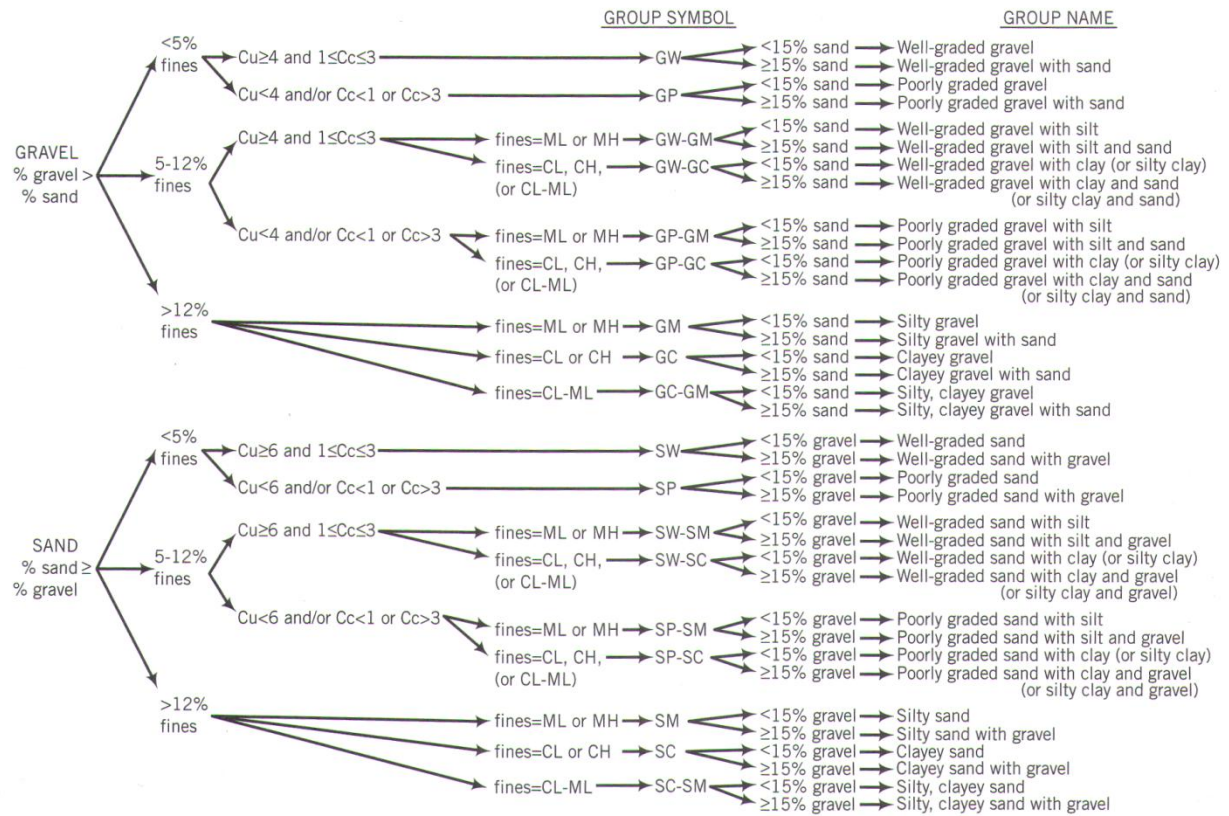 GROUP SYMBOL GROUP NAME
<5% fines Cu≥4 and 1≤Cc≤3 GW <15% sand Well-graded gravel
≥15% sand Well-graded gravel with sand
Cu<4 and/or Cc<1 or Cc>3 GP <15% sand Poorly graded gravel
≥15% sand Poorly graded gravel with sand
GRAVEL
% gravel >
% sand
5-12% fines Cu≥4 and 1≤Cc≤3 fines=ML or MH GW-GM <15% sand Well-graded gravel with silt
≥15% sand Well-graded gravel with silt and sand
fines=CL, CH, (or CL-ML) GW-GC <15% sand Well-graded gravel with clay (or silty clay)
≥15% sand Well-graded gravel with clay and sand
(or silty clay and sand)
Cu<4 and/or Cc<1 or Cc>3 fines=ML or MH GP-GM <15% sand Poorly graded gravel with silt
≥15% sand Poorly graded gravel with silt and sand
fines=CL, CH, (or CL-ML) GP-GC <15% sand Poorly graded gravel with clay (or silty clay)
≥15% sand Poorly graded gravel with clay and sand
(or silty clay and sand)
>12% fines fines=ML or MH GM <15% sand Silty gravel
≥15% sand Silty gravel with sand
fines=CL or CH GC <15% sand Clayey gravel
≥15% sand Clayey gravel with sand
fines=CL-ML GC-GM <15% sand Silty, clayey gravel
≥15% sand Silty, clayey gravel with sand
<5% fines Cu≥6 and 1≤Cc≤3 SW <15% gravel Well-graded sand
≥15% gravel Well-graded sand with gravel
Cu<6 and/or Cc<1 or Cc>3 SP <15% gravel Poorly graded sand
≥15% gravel Poorly graded sand with gravel
SAND
% sand ≥
% gravel
5-12% fines Cu≥6 and 1≤Cc≤3 fines=ML or MH SW-SM <15% gravel Well-graded sand with silt
≥15% gravel Well-graded sand with silt and gravel
fines=CL, CH, (or CL-ML) SW-SC <15% gravel Well-graded sand with clay (or silty clay)
≥15% gravel Well-graded sand with clay and gravel
(or silty clay and gravel)
Cu<6 and/or Cc<1 or Cc>3 fines=ML or MH SP-SM <15% gravel Poorly graded sand with silt
≥15% gravel Poorly graded sand with silt and gravel
fines=CL, CH, (or CL-ML) SP-SC <15% gravel Poorly graded sand with clay (or silty clay)
≥15% gravel Poorly graded sand with clay and gravel
(or silty clay and gravel)
>12% fines fines=ML or MH SM <15% gravel Silty sand
≥15% gravel Silty sand with gravel
fines=CL or CH SC <15% gravel Clayey sand
≥15% gravel Clayey sand with gravel
fines=CL-ML SC-SM <15% gravel Silty, clayey sand
≥15% gravel Silty, clayey sand with gravel